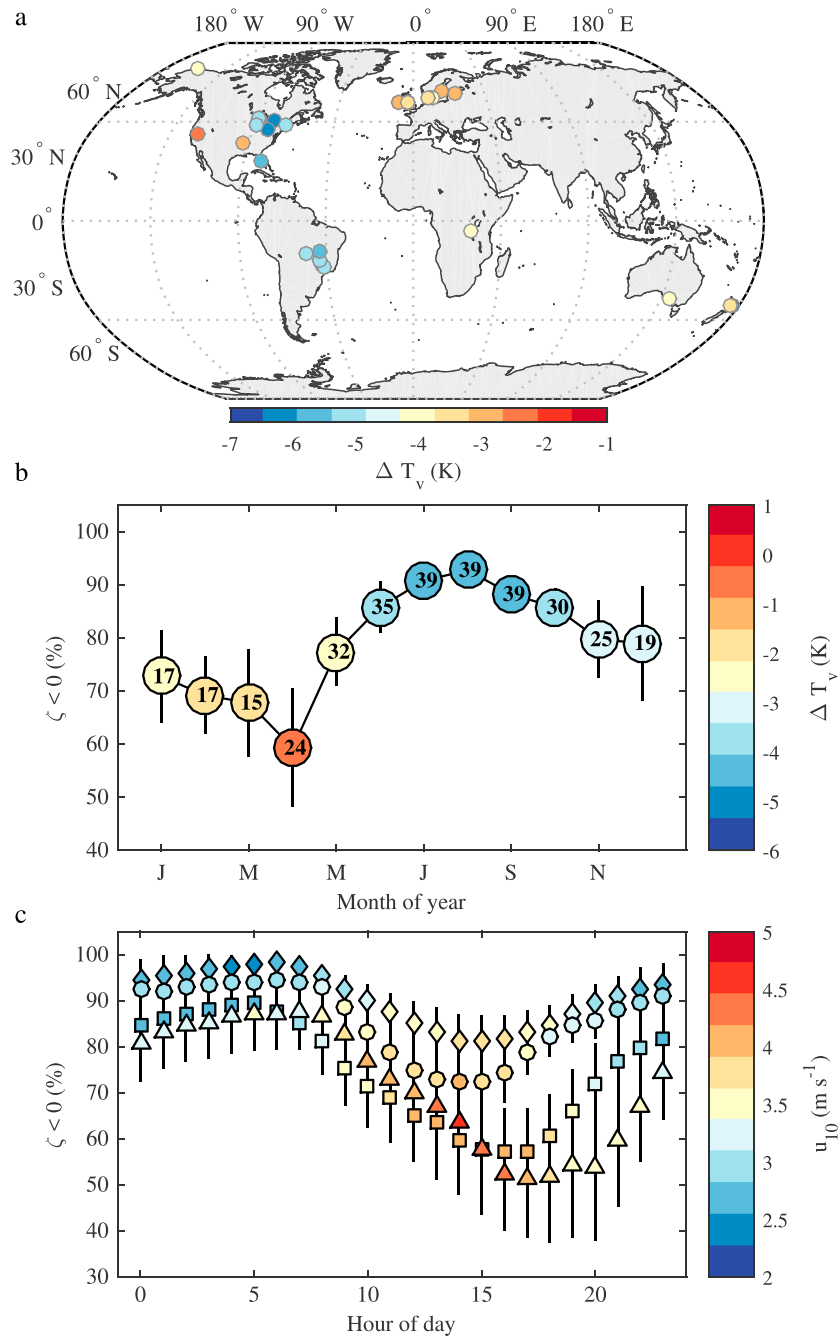 a
180° W 90° W 0° 90° E 180° E
60° N
30° N
0°
30° S
60° S
-7 -6 -5 -4 -3 -2 -1
Δ T_v (K)
b
100
90
80
70
60
50
40
ζ < 0 (%)
17 17 15 24 32 35 39 39 39 30 25 19
J M M J S N
Month of year
1
0
-1
-2
-3
-4
-5
-6
Δ T_v (K)
c
100
90
80
70
60
50
40
30
ζ < 0 (%)
0 5 10 15 20
Hour of day
5
4.5
4
3.5
3
2.5
2
u_10 (m s^-1)